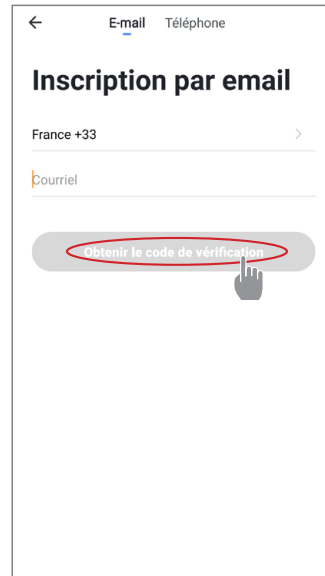 E-mail Téléphone
Inscription par email
France +33
Courriel
Obtenir le code de vérification